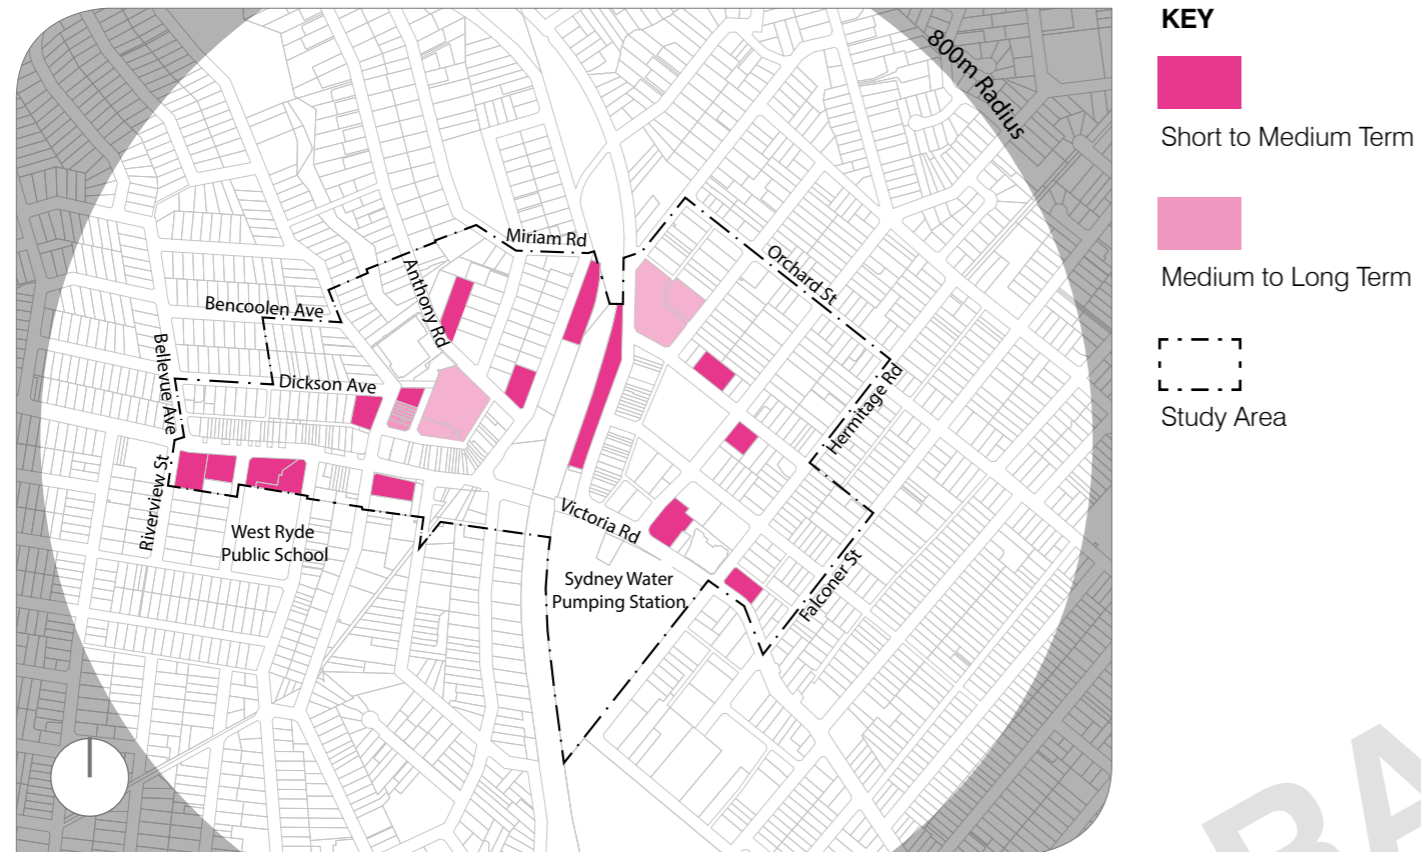 KEY
Short to Medium Term
Medium to Long Term
Study Area
800m Radius
Miriam Rd
Orchard St
Anthony Rd
Bencoolen Ave
Bellevue Ave
Dickson Ave
Hermitage Rd
Riverview St
West Ryde
Public School
Victoria Rd
Sydney Water
Pumping Station
Falconer St
BA